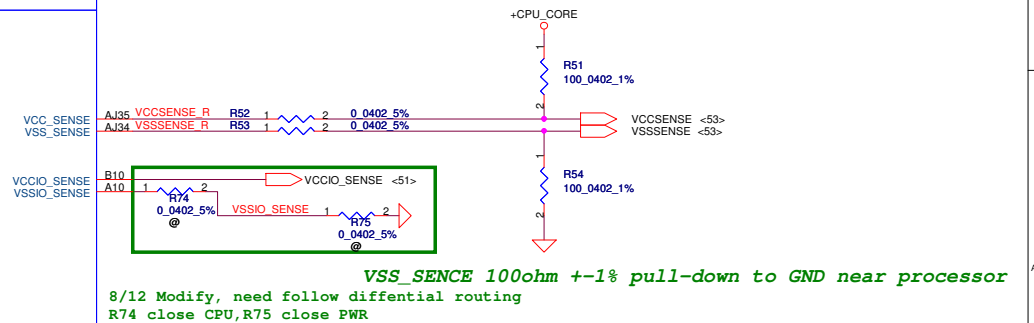 +CPU_CORE
1
R51
100_0402_1%
2
VCC_SENSE AJ35 VCCSENSE_R R52 1 2 0_0402_5% VCCSENSE <53>
VSS_SENSE AJ34 VSSSENSE_R R53 1 2 0_0402_5% VSSSENSE <53>
1
R54
100_0402_1%
2
VCCIO_SENSE B10 VCCIO_SENSE <51>
VSSIO_SENSE A10 1 2
R74
0_0402_5%
@
VSSIO_SENSE 1 2
R75
0_0402_5%
@
VSS_SENCE 100ohm +-1% pull-down to GND near processor
8/12 Modify, need follow diffential routing
R74 close CPU,R75 close PWR